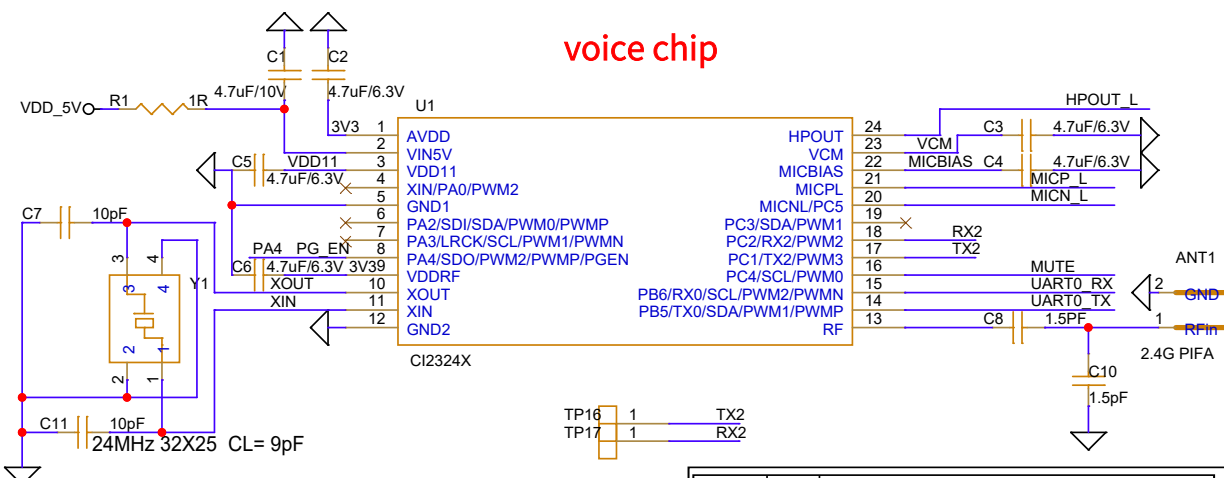 voice chip
C1
C2
4.7uF/10V
4.7uF/6.3V
VDD_5V
R1
1R
U1
3V3
1
AVDD
2
VIN5V
C5
VDD11
4.7uF/6.3V
3
VDD11
4
XIN/PA0/PWM2
5
GND1
6
PA2/SDI/SDA/PWM0/PWMP
7
PA3/LRCK/SCL/PWM1/PWMN
PA4 PG_EN
8
PA4/SDO/PWM2/PWMP/PGEN
C6
4.7uF/6.3V
3V3
9
VDDRF
XOUT
10
XOUT
XIN
11
XIN
12
GND2
CI2324X
HPOUT
24
HPOUT_L
VCM
23
VCM
C3
4.7uF/6.3V
MICBIAS
22
MICBIAS
C4
4.7uF/6.3V
MICPL
21
MICP_L
MICNL/PC5
20
MICN_L
PC3/SDA/PWM1
19
PC2/RX2/PWM2
18
RX2
PC1/TX2/PWM3
17
TX2
PC4/SCL/PWM0
16
MUTE
PB6/RX0/SCL/PWM2/PWMN
15
UART0_RX
PB5/TX0/SDA/PWM1/PWMP
14
UART0_TX
RF
13
C8
1.5PF
ANT1
2
GND
1
RFin
2.4G PIFA
C10
1.5pF
C7
10pF
3
4
3
4
Y1
2
1
2
1
C11
10pF
24MHz 32X25 CL= 9pF
TP16
1
TX2
TP17
1
RX2